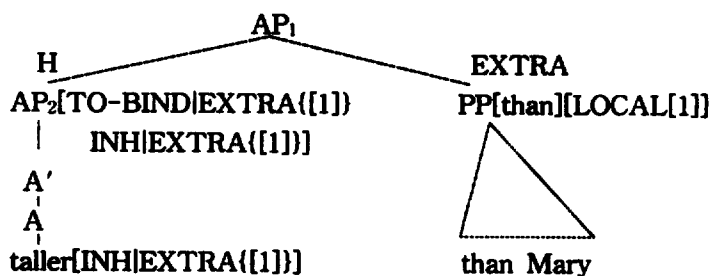 AP₁
H EXTRA
AP₂[TO-BIND|EXTRA{[1]} PP[than][LOCAL[1]]
INH|EXTRA{[1]}]
A′
A
taller[INH|EXTRA{[1]}] than Mary